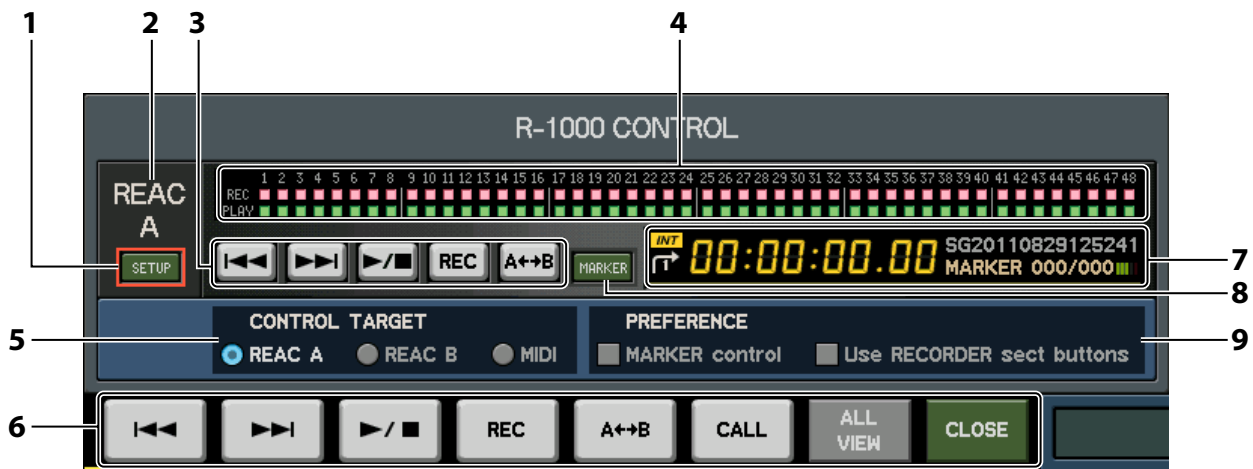 1
2
3
4
R-1000 CONTROL
REAC
A
SETUP
1 2 3 4 5 6 7 8 9 10 11 12 13 14 15 16 17 18 19 20 21 22 23 24 25 26 27 28 29 30 31 32 33 34 35 36 37 38 39 40 41 42 43 44 45 46 47 48
REC
PLAY
REC
A↔B
MARKER
INT
1
00:00:00.00
SG20110829125241
MARKER 000/000
7
8
5
CONTROL TARGET
REAC A
REAC B
MIDI
PREFERENCE
MARKER control
Use RECORDER sect buttons
9
6
REC
A↔B
CALL
ALL
VIEW
CLOSE